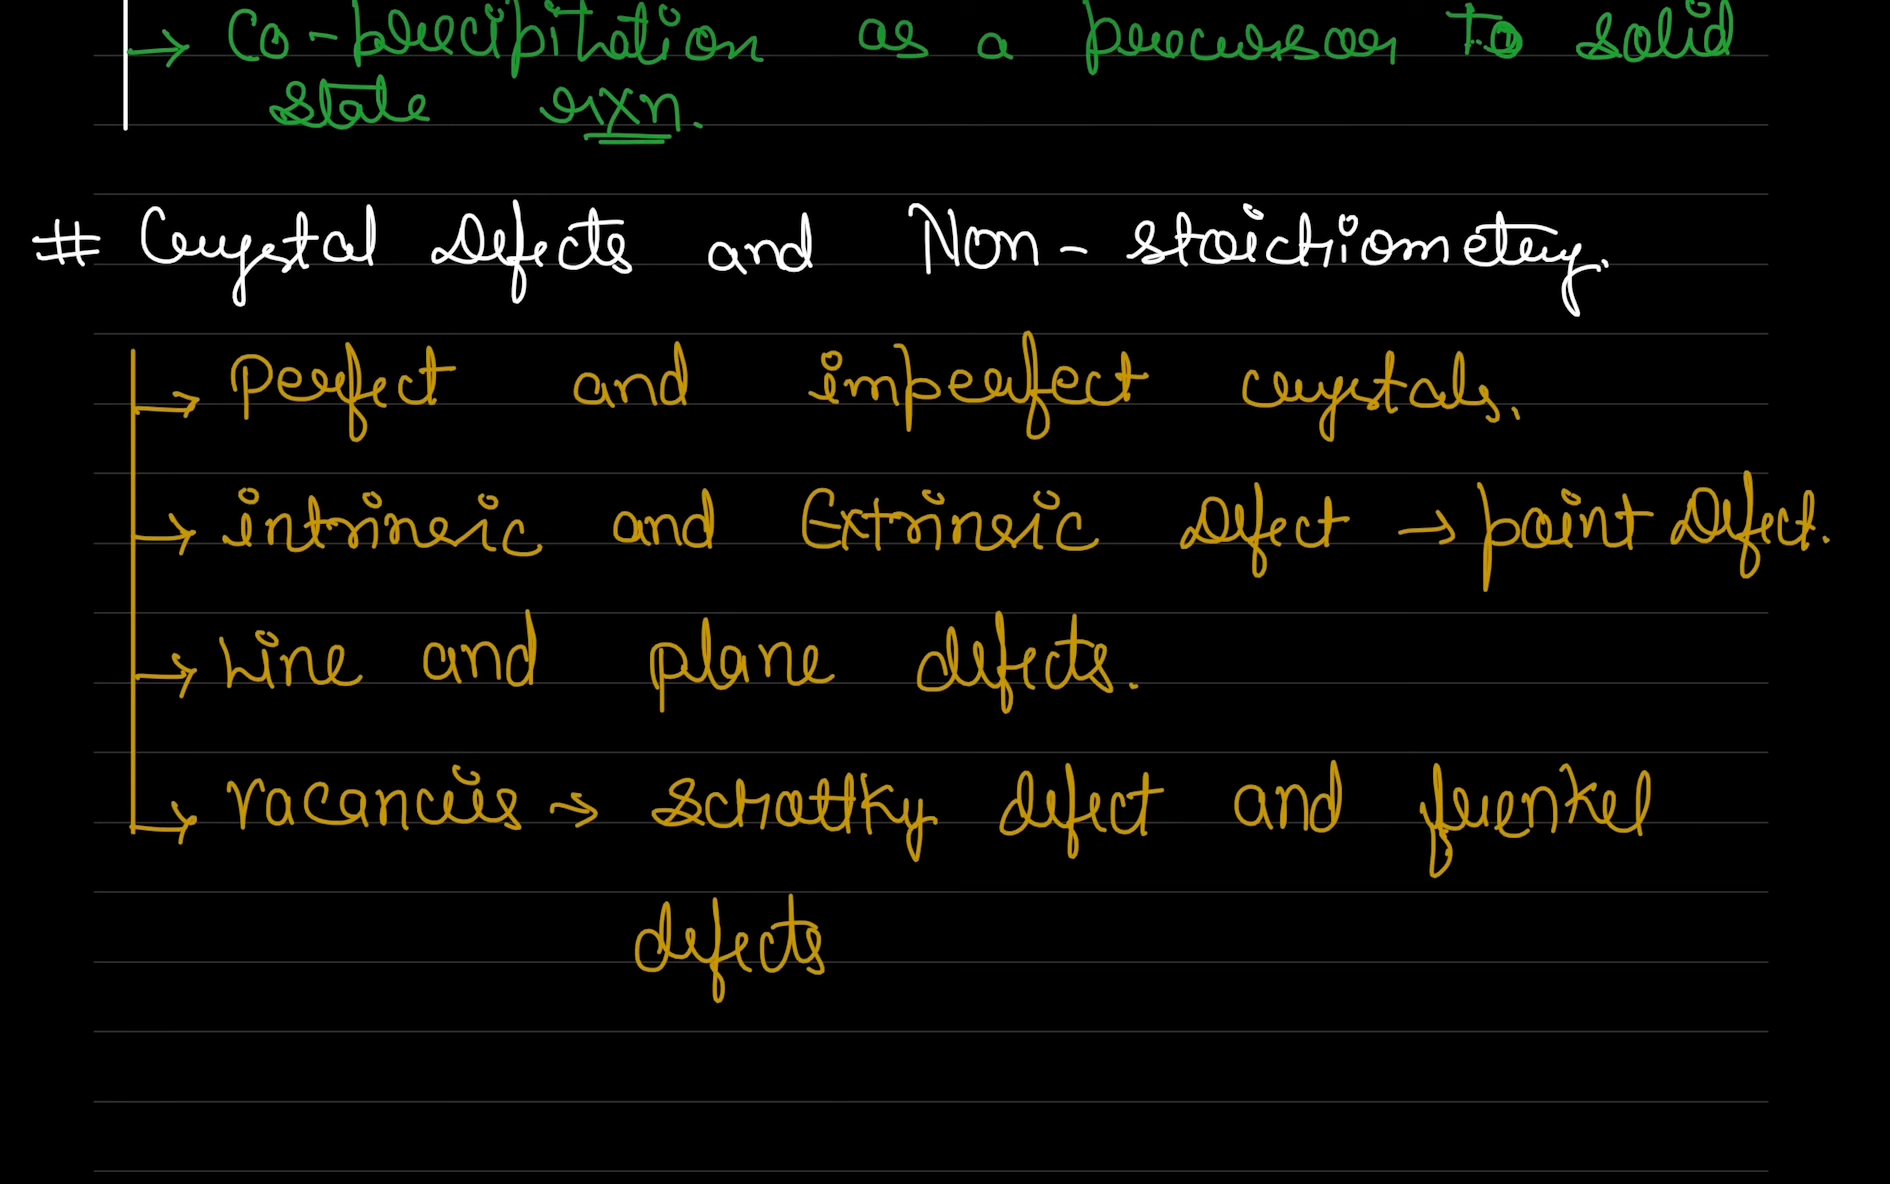 → Co-precipitation as a precursor to solid
state rxn.
# Crystal Defects and Non-stoichiometry.
→ Perfect and imperfect crystals.
→ intrinsic and Extrinsic Defect → point Defect.
→ Line and plane defects.
→ vacancies → schottky defect and frenkel
defects